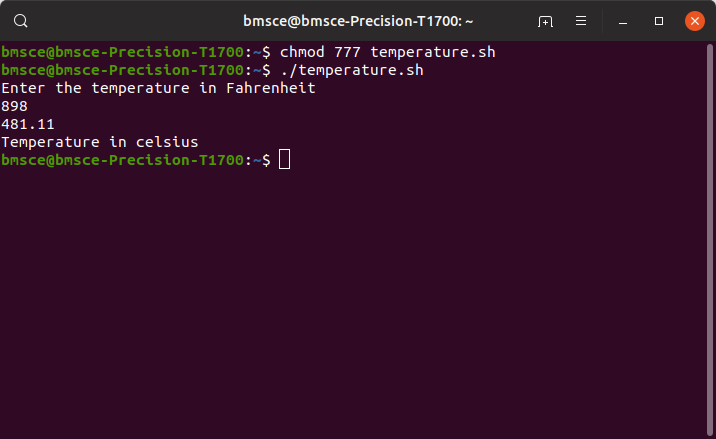 bmsce@bmsce-Precision-T1700: ~
bmsce@bmsce-Precision-T1700:~$ chmod 777 temperature.sh
bmsce@bmsce-Precision-T1700:~$ ./temperature.sh
Enter the temperature in Fahrenheit
898
481.11
Temperature in celsius
bmsce@bmsce-Precision-T1700:~$